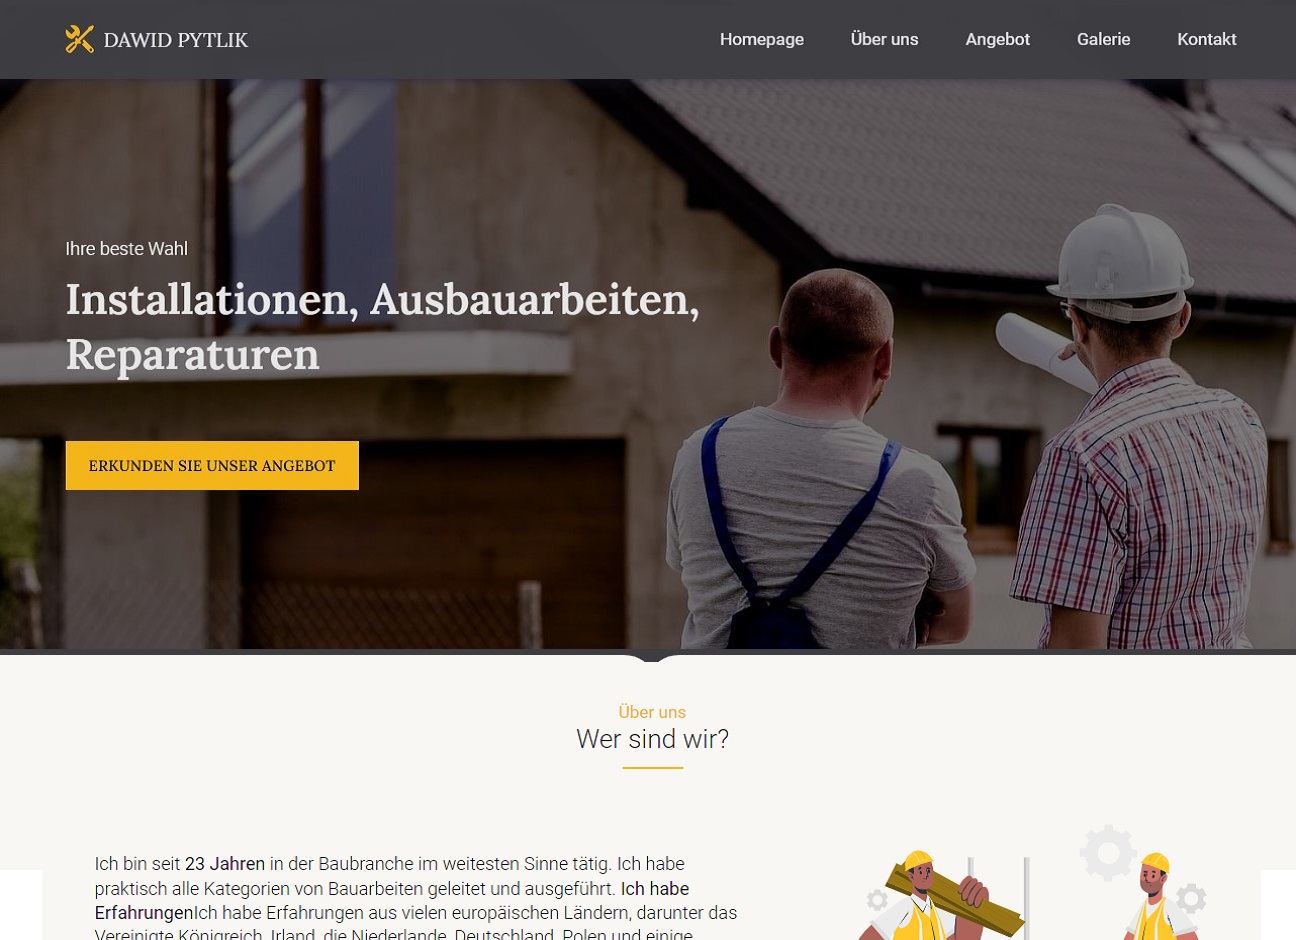 DAWID PYTLIK
Homepage Über uns Angebot Galerie Kontakt
Ihre beste Wahl
Installationen, Ausbauarbeiten,
Reparaturen
ERKUNDEN SIE UNSER ANGEBOT
Über uns
Wer sind wir?
Ich bin seit 23 Jahren in der Baubranche im weitesten Sinne tätig. Ich habe
praktisch alle Kategorien von Bauarbeiten geleitet und ausgeführt. Ich habe
ErfahrungenIch habe Erfahrungen aus vielen europäischen Ländern, darunter das
Vereinigte Königreich, Irland, die Niederlande, Deutschland, Polen und einige